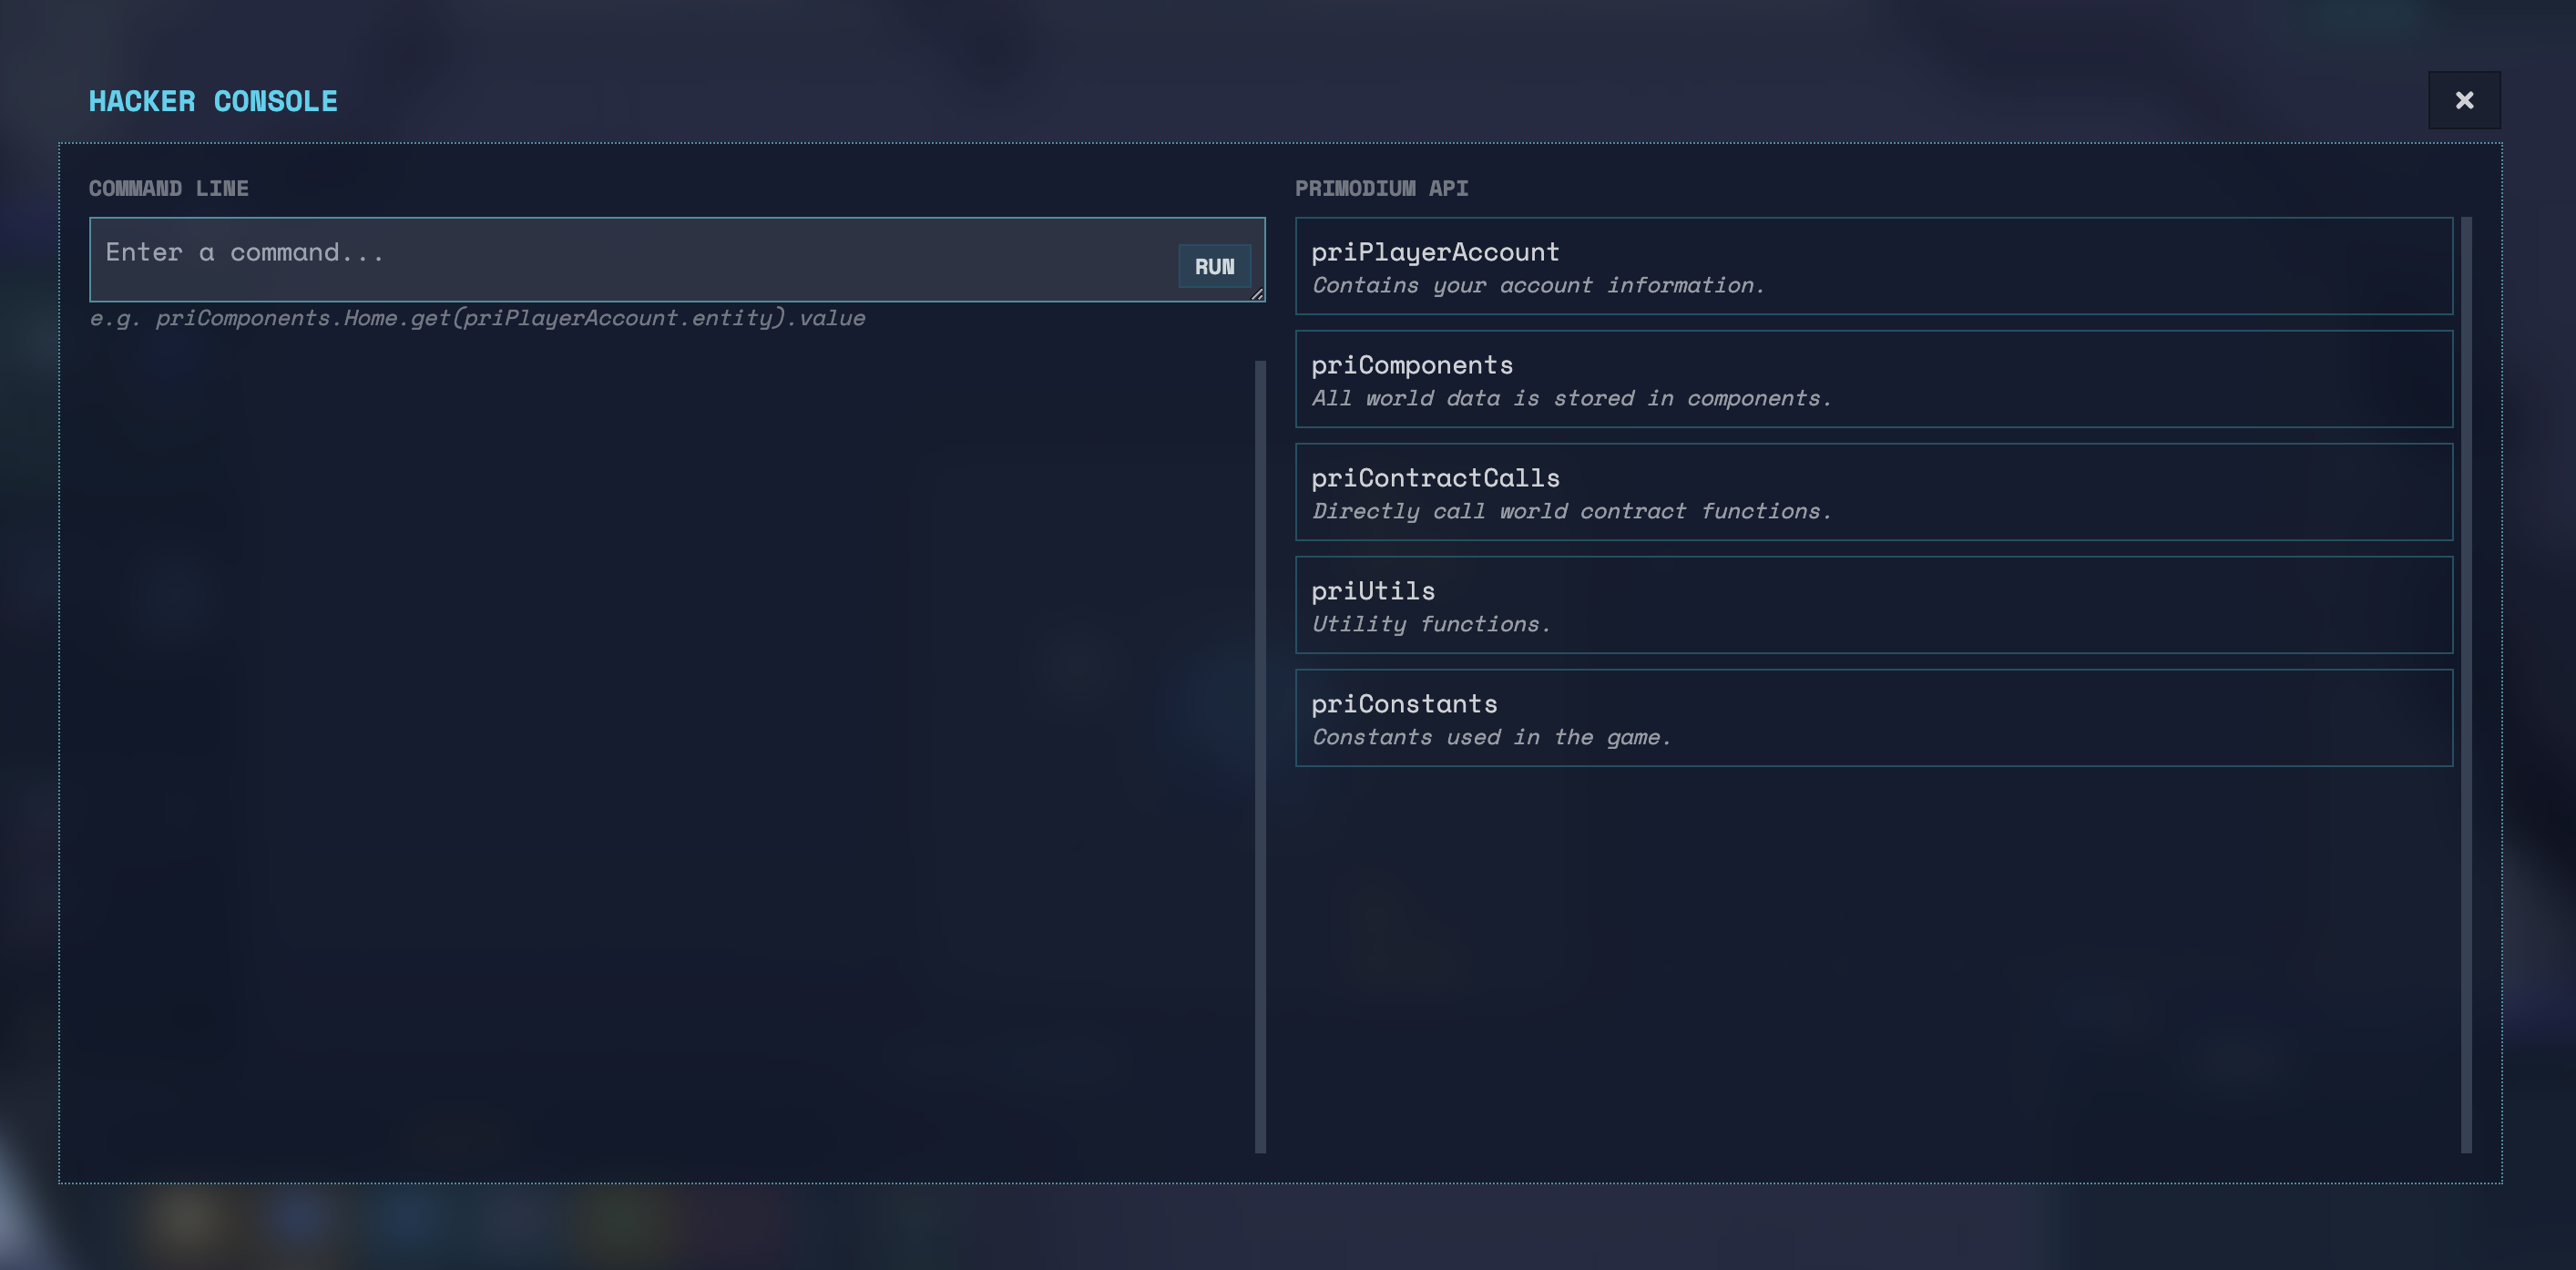 HACKER CONSOLE
COMMAND LINE
Enter a command...
RUN
e.g. priComponents.Home.get(priPlayerAccount.entity).value
PRIMODIUM API
priPlayerAccount
Contains your account information.
priComponents
All world data is stored in components.
priContractCalls
Directly call world contract functions.
priUtils
Utility functions.
priConstants
Constants used in the game.